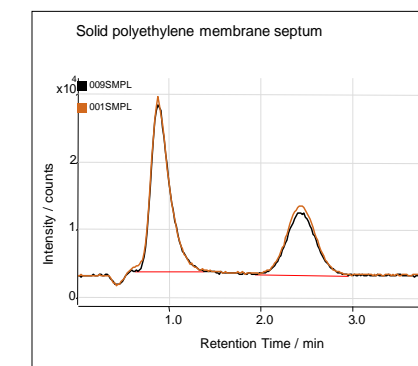 Solid polyethylene membrane septum
x10
4
009SMPL
001SMPL
2
1
0
Intensity / counts
1.0
2.0
3.0
Retention Time / min